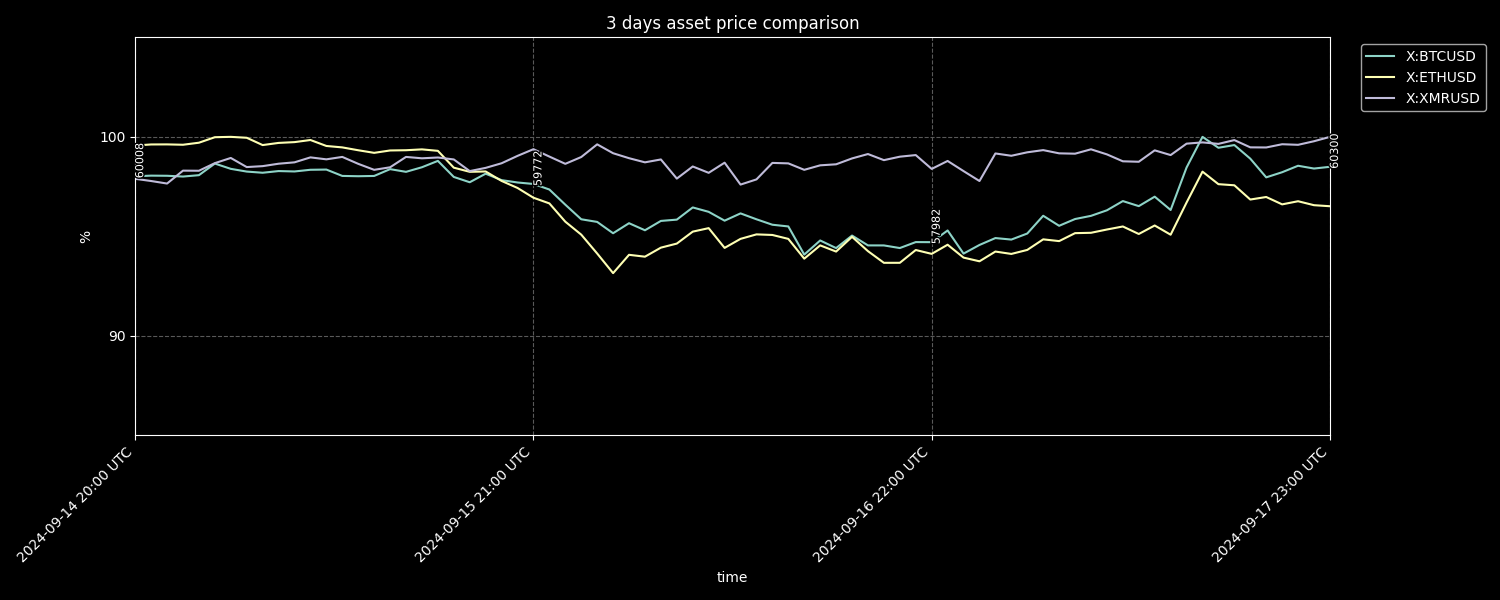 3 days asset price comparison
X:BTCUSD
X:ETHUSD
X:XMRUSD
%
100
90
60008
59772
57982
60300
2024-09-14 20:00 UTC
2024-09-15 21:00 UTC
2024-09-16 22:00 UTC
2024-09-17 23:00 UTC
time